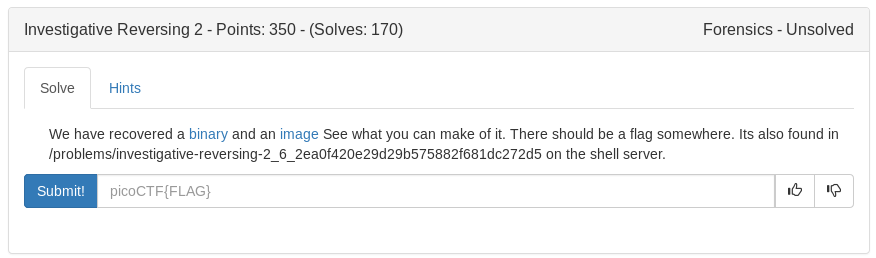 Investigative Reversing 2 - Points: 350 - (Solves: 170) Forensics - Unsolved
Solve Hints
We have recovered a binary and an image See what you can make of it. There should be a flag somewhere. Its also found in
/problems/investigative-reversing-2_6_2ea0f420e29d29b575882f681dc272d5 on the shell server.
Submit! picoCTF{FLAG}